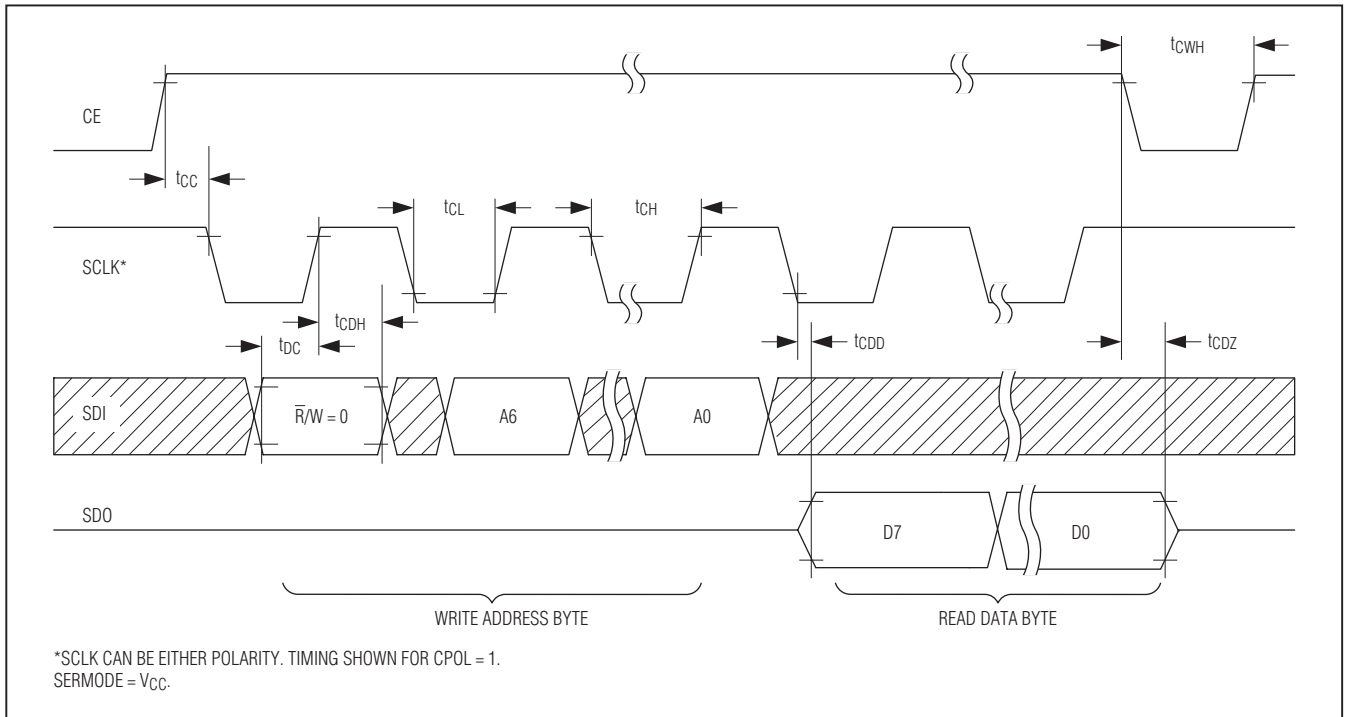 tCWH
CE
tCC
tCL
tCH
SCLK*
tCDH
tDC
tCDD
tCDZ
SDI
R̅/W = 0
A6
A0
SDO
D7
D0
WRITE ADDRESS BYTE
READ DATA BYTE
*SCLK CAN BE EITHER POLARITY. TIMING SHOWN FOR CPOL = 1.
SERMODE = VCC.